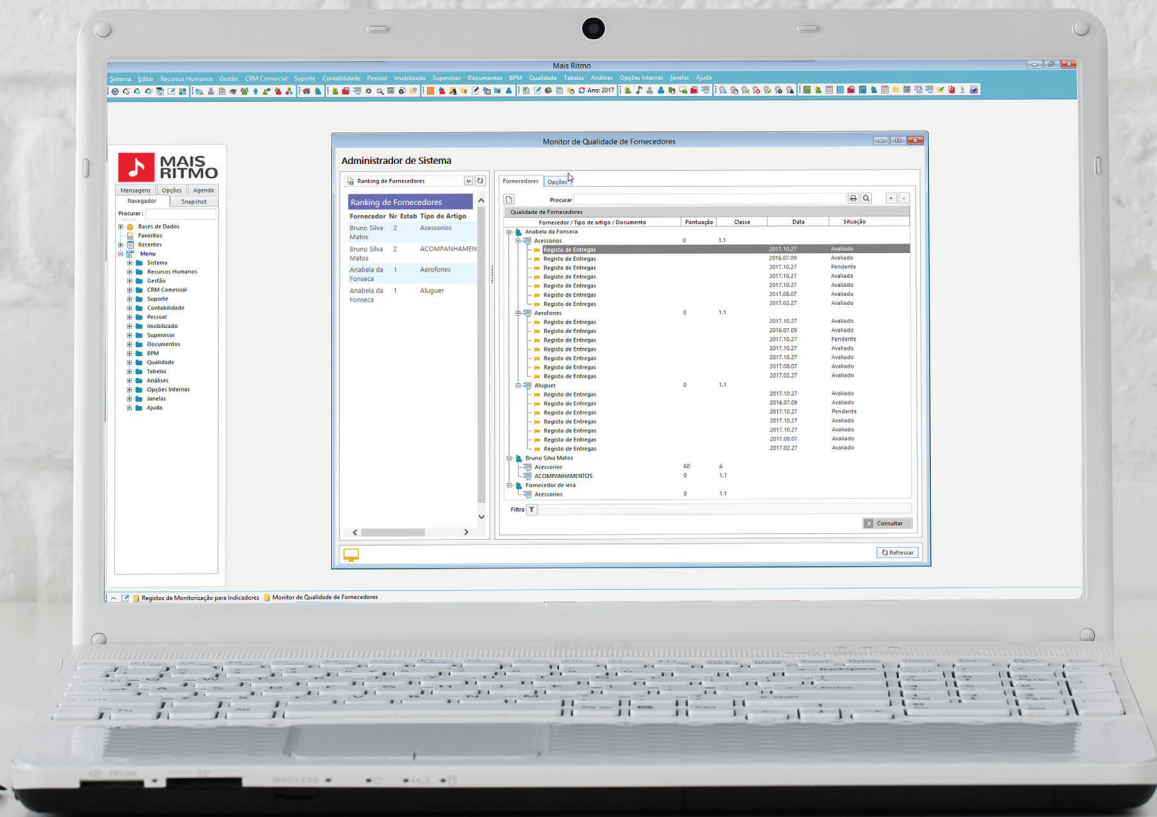 Mais Ritmo
Sistema Editar Recursos Humanos Gestão CRM Comercial Suporte Contabilidade Pessoal Imobilizado Supervisor Documentos BPM Qualidade Tabelas Análises Opções Internas Janelas Ajuda
Ano: 2017
MAIS
RITMO
Mensagens Opções Agenda
Navegador Snapshot
Procurar :
Bases de Dados
Favoritos
Recentes
Menu
Sistema
Recursos Humanos
Gestão
CRM Comercial
Suporte
Contabilidade
Pessoal
Imobilizado
Supervisor
Documentos
BPM
Qualidade
Tabelas
Análises
Opções Internas
Janelas
Ajuda
Monitor de Qualidade de Fornecedores
Administrador de Sistema
Ranking de Fornecedores
Ranking de Fornecedores
Fornecedor Nr Estab Tipo de Artigo
Bruno Silva 2 Acessorios
Matos
Bruno Silva 2 ACOMPANHAMEN
Matos
Anabela da 1 Aerofones
Fonseca
Anabela da 1 Aluguer
Fonseca
Fornecedores Opções
Procurar
Qualidade de Fornecedores
Fornecedor / Tipo de artigo / Documento Pontuação Classe Data Situação
Anabela da Fonseca
Acessorios 0 1.1
Registo de Entregas 2017.10.27 Avaliado
Registo de Entregas 2016.07.09 Avaliado
Registo de Entregas 2017.10.27 Pendente
Registo de Entregas 2017.10.27 Avaliado
Registo de Entregas 2017.10.27 Avaliado
Registo de Entregas 2017.08.07 Avaliado
Registo de Entregas 2017.02.27 Avaliado
Aerofones 0 1.1
Registo de Entregas 2017.10.27 Avaliado
Registo de Entregas 2016.07.09 Avaliado
Registo de Entregas 2017.10.27 Pendente
Registo de Entregas 2017.10.27 Avaliado
Registo de Entregas 2017.10.27 Avaliado
Registo de Entregas 2017.08.07 Avaliado
Registo de Entregas 2017.02.27 Avaliado
Aluguer 0 1.1
Registo de Entregas 2017.10.27 Avaliado
Registo de Entregas 2016.07.09 Avaliado
Registo de Entregas 2017.10.27 Pendente
Registo de Entregas 2017.10.27 Avaliado
Registo de Entregas 2017.10.27 Avaliado
Registo de Entregas 2017.08.07 Avaliado
Registo de Entregas 2017.02.27 Avaliado
Bruno Silva Matos
Acessorios 60 A
ACOMPANHAMENTOS 0 1.1
Fornecedor de ieca
Acessorios 0 1.1
Filtro
Consultar
Refrescar
Registos de Monitorização para Indicadores Monitor de Qualidade de Fornecedores
WIRELESS